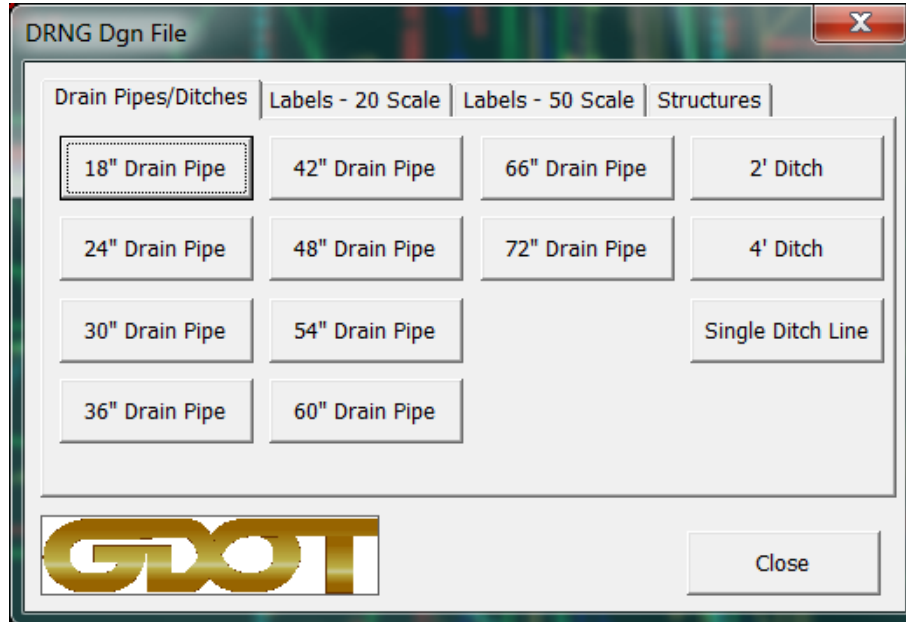 DRNG Dgn File
X
Drain Pipes/Ditches Labels - 20 Scale Labels - 50 Scale Structures
18" Drain Pipe 42" Drain Pipe 66" Drain Pipe 2' Ditch
24" Drain Pipe 48" Drain Pipe 72" Drain Pipe 4' Ditch
30" Drain Pipe 54" Drain Pipe Single Ditch Line
36" Drain Pipe 60" Drain Pipe
GDOT
Close